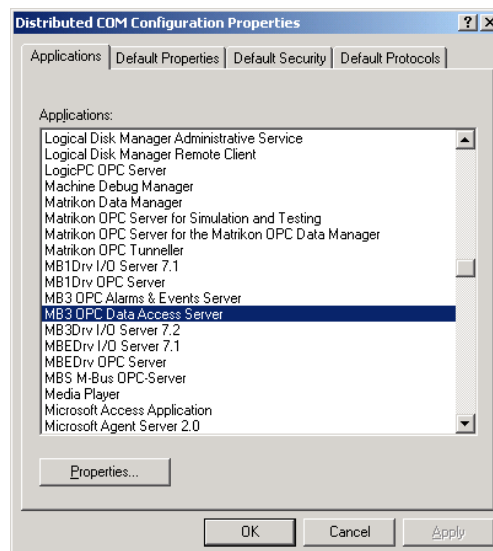 Distributed COM Configuration Properties
Applications Default Properties Default Security Default Protocols
Applications:
Logical Disk Manager Administrative Service
Logical Disk Manager Remote Client
LogicPC OPC Server
Machine Debug Manager
Matrikon Data Manager
Matrikon OPC Server for Simulation and Testing
Matrikon OPC Server for the Matrikon OPC Data Manager
Matrikon OPC Tunneller
MB1Drv I/O Server 7.1
MB1Drv OPC Server
MB3 OPC Alarms & Events Server
MB3 OPC Data Access Server
MB3Drv I/O Server 7.2
MBEDrv I/O Server 7.1
MBEDrv OPC Server
MBS M-Bus OPC-Server
Media Player
Microsoft Access Application
Microsoft Agent Server 2.0
Properties...
OK Cancel Apply